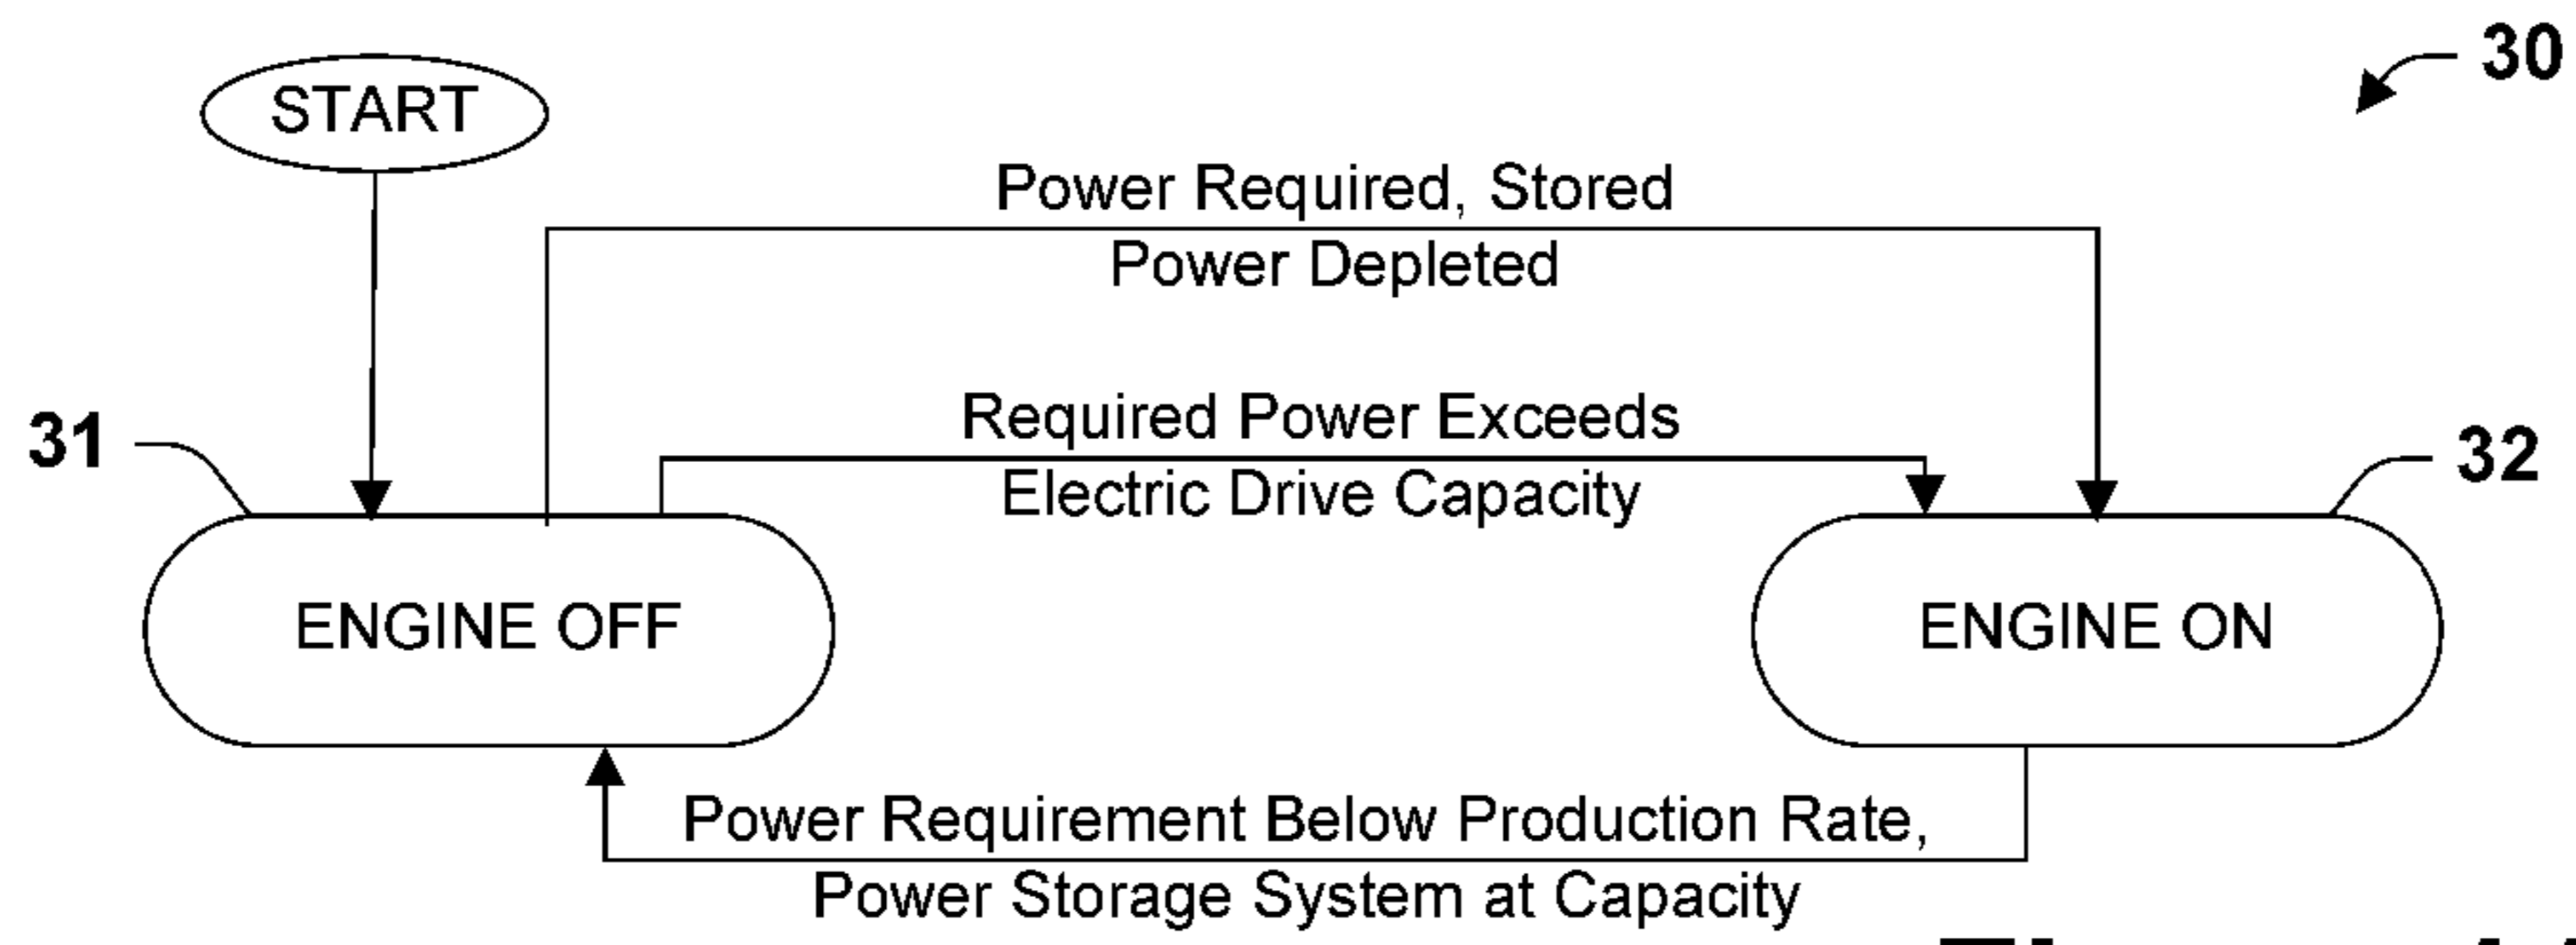 30
START
Power Required, Stored
Power Depleted
31
Required Power Exceeds
Electric Drive Capacity
32
ENGINE OFF
ENGINE ON
Power Requirement Below Production Rate,
Power Storage System at Capacity